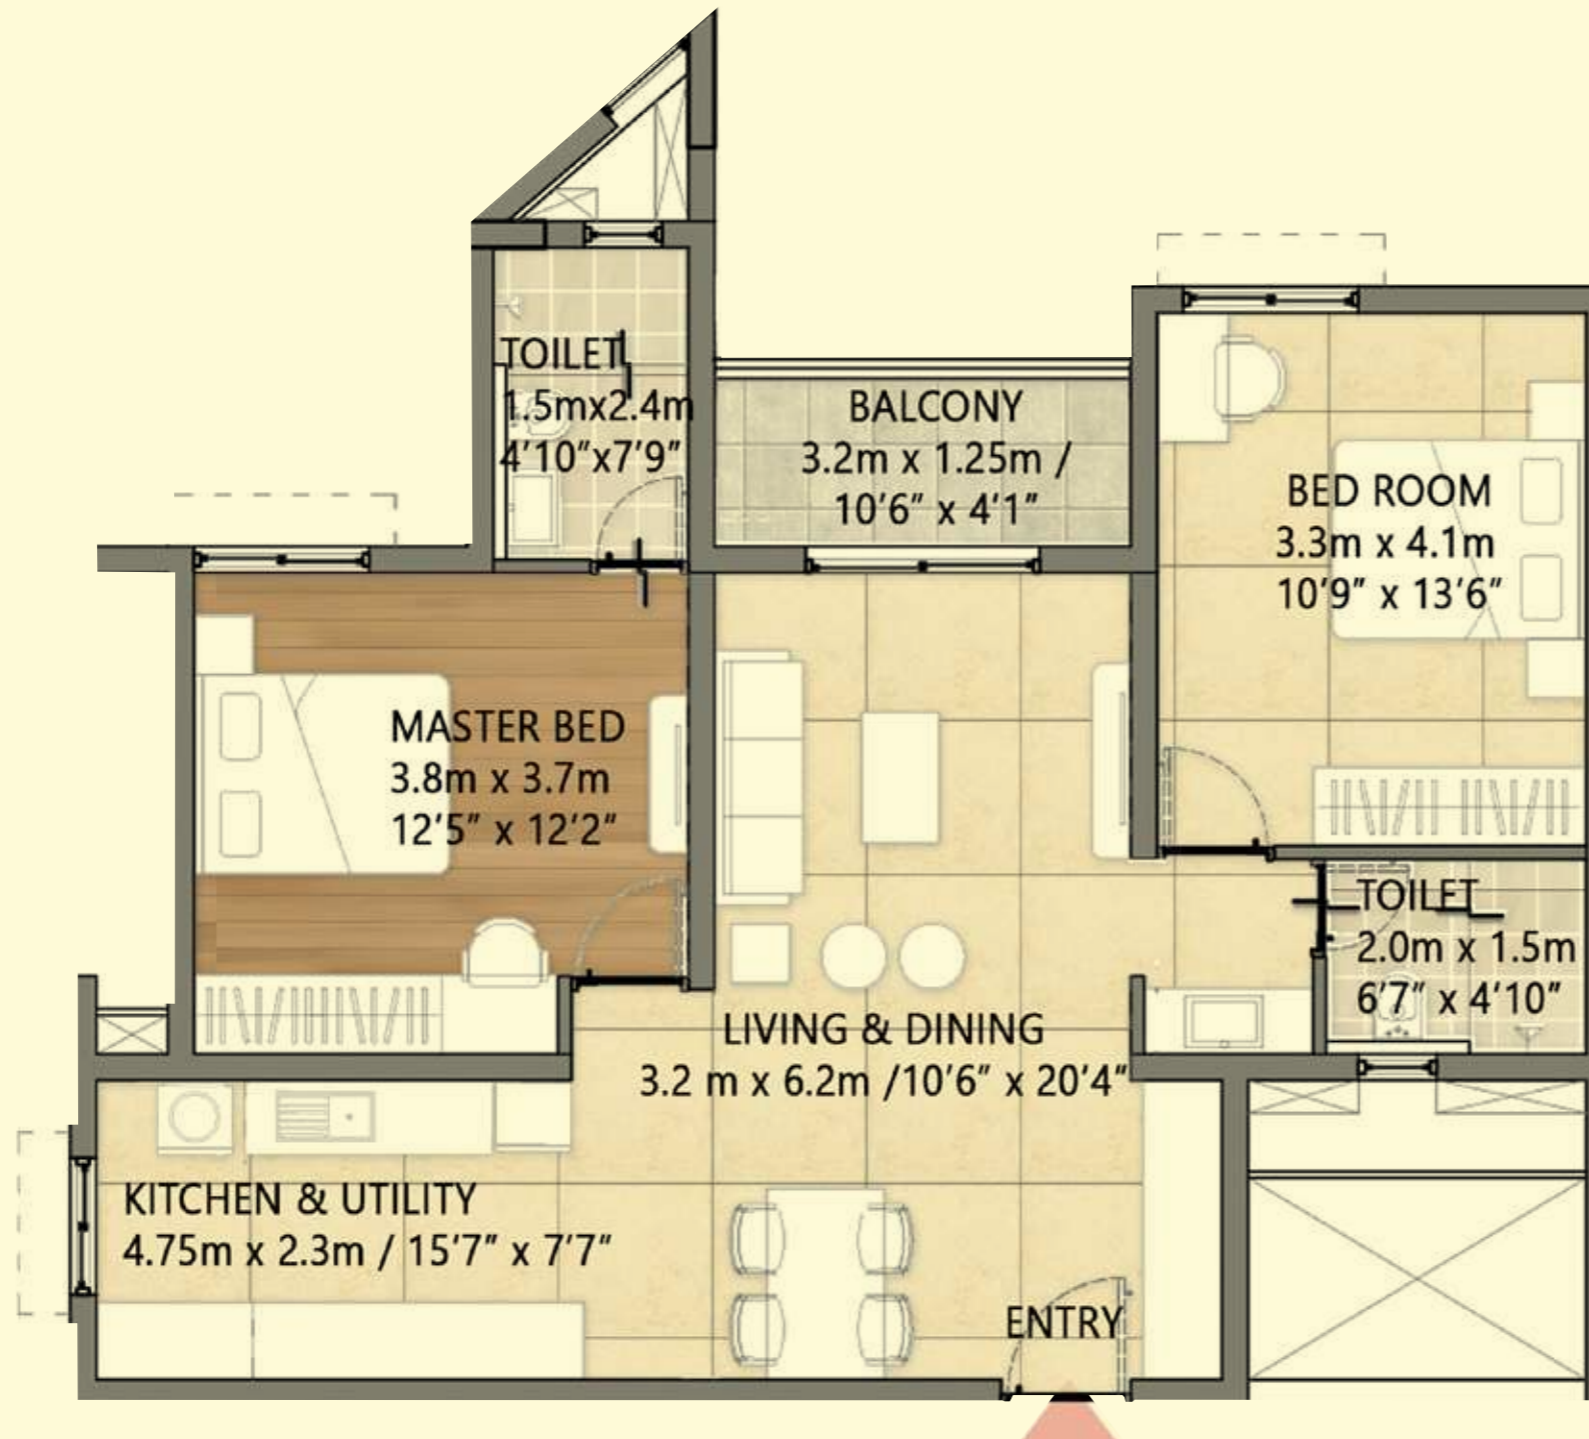 TOILET
1.5mx2.4m
4'10"x7'9"
BALCONY
3.2m x 1.25m /
10'6" x 4'1"
BED ROOM
3.3m x 4.1m
10'9" x 13'6"
MASTER BED
3.8m x 3.7m
12'5" x 12'2"
TOILET
2.0m x 1.5m
6'7" x 4'10"
LIVING & DINING
3.2 m x 6.2m /10'6" x 20'4"
KITCHEN & UTILITY
4.75m x 2.3m / 15'7" x 7'7"
ENTRY